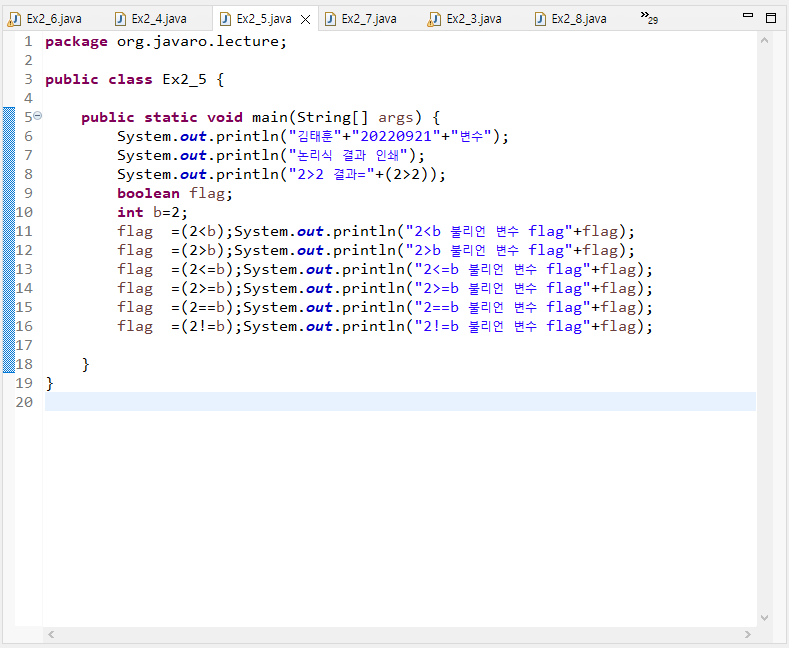 Ex2_6.java Ex2_4.java Ex2_5.java Ex2_7.java Ex2_3.java Ex2_8.java »29
1 package org.javaro.lecture;
2
3 public class Ex2_5 {
4
5 public static void main(String[] args) {
6 System.out.println("김태훈"+"20220921"+"변수");
7 System.out.println("논리식 결과 인쇄");
8 System.out.println("2>2 결과="+(2>2));
9 boolean flag;
10 int b=2;
11 flag =(2<b);System.out.println("2<b 불리언 변수 flag"+flag);
12 flag =(2>b);System.out.println("2>b 불리언 변수 flag"+flag);
13 flag =(2<=b);System.out.println("2<=b 불리언 변수 flag"+flag);
14 flag =(2>=b);System.out.println("2>=b 불리언 변수 flag"+flag);
15 flag =(2==b);System.out.println("2==b 불리언 변수 flag"+flag);
16 flag =(2!=b);System.out.println("2!=b 불리언 변수 flag"+flag);
17
18 }
19 }
20